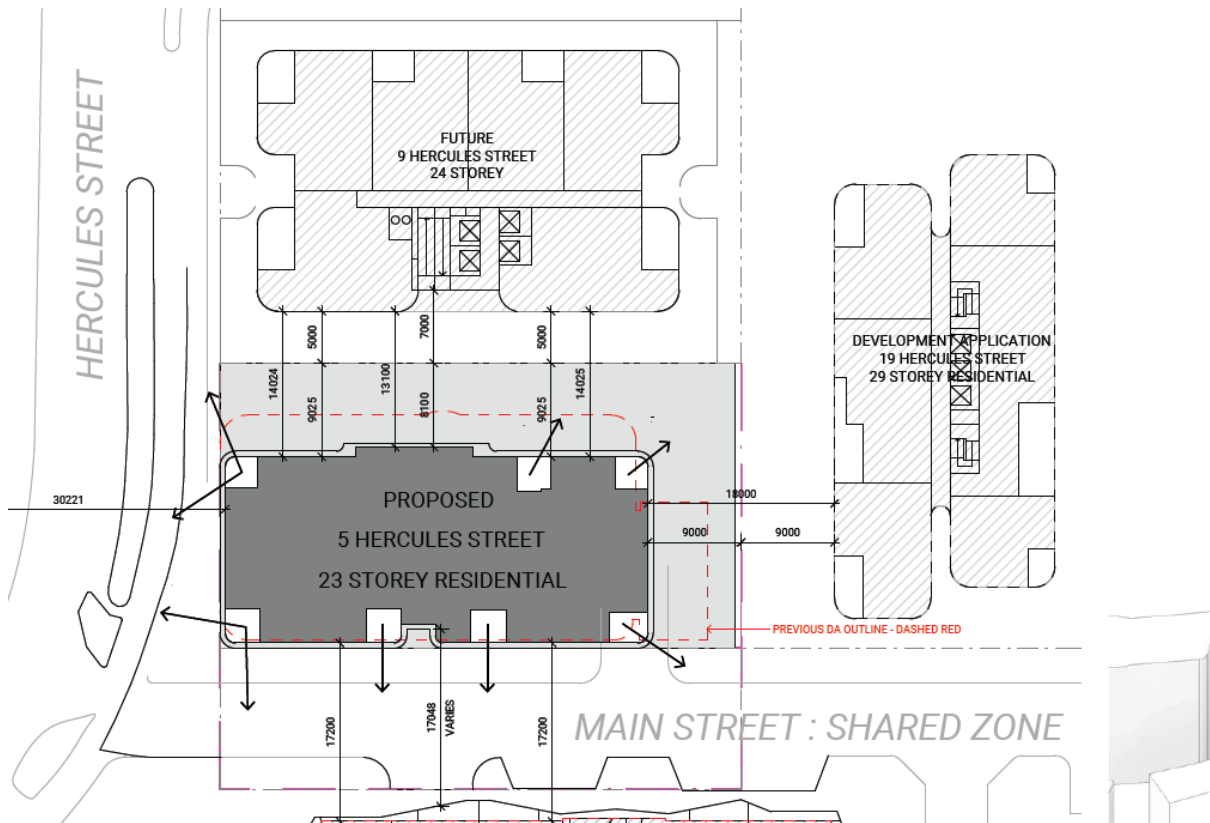 HERCULES STREET
FUTURE
9 HERCULES STREET
24 STOREY
DEVELOPMENT APPLICATION
19 HERCULES STREET
29 STOREY RESIDENTIAL
5000
7000
5000
14024
9025
13100
8100
9025
14025
30221
PROPOSED
5 HERCULES STREET
23 STOREY RESIDENTIAL
18000
9000
9000
PREVIOUS DA OUTLINE - DASHED RED
17200
17048
VARIES
17200
MAIN STREET : SHARED ZONE